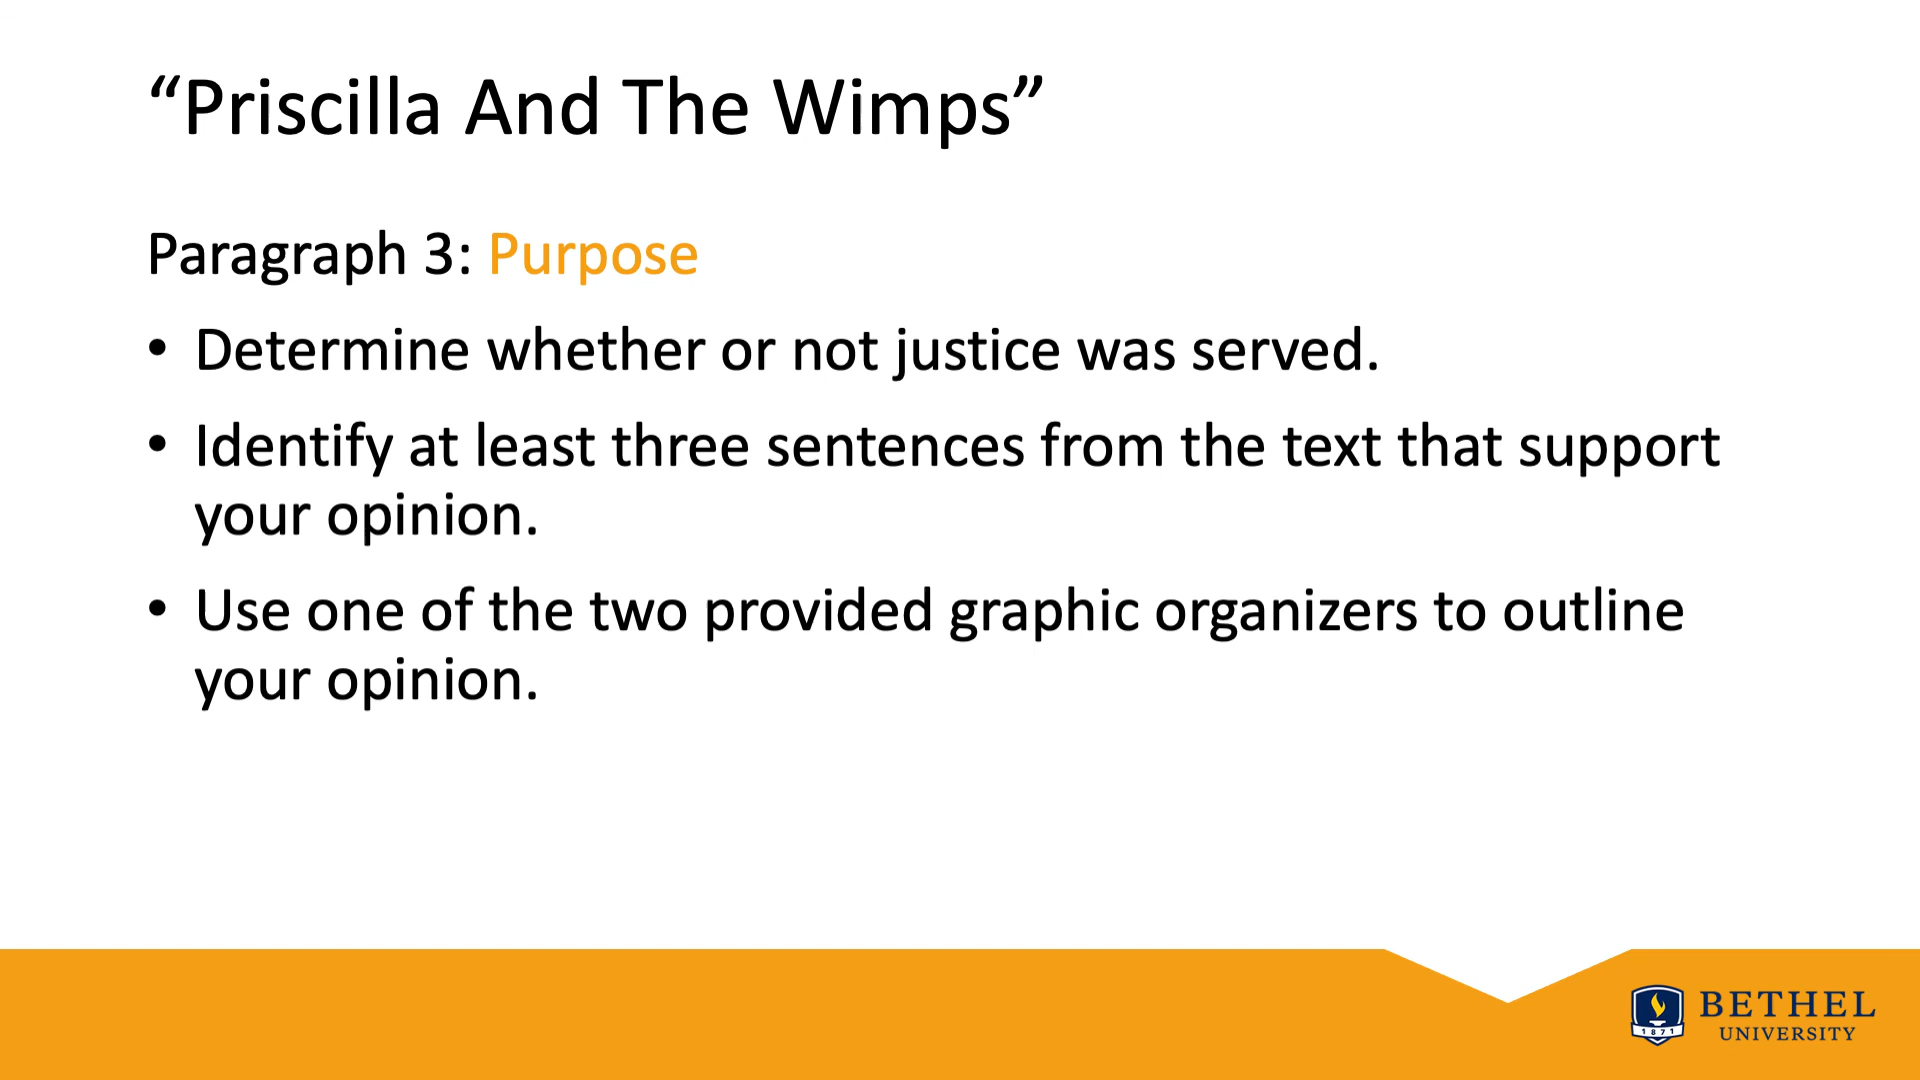 “Priscilla And The Wimps”
Paragraph 3: Purpose
• Determine whether or not justice was served.
• Identify at least three sentences from the text that support
your opinion.
• Use one of the two provided graphic organizers to outline
your opinion.
1871
BETHEL
UNIVERSITY